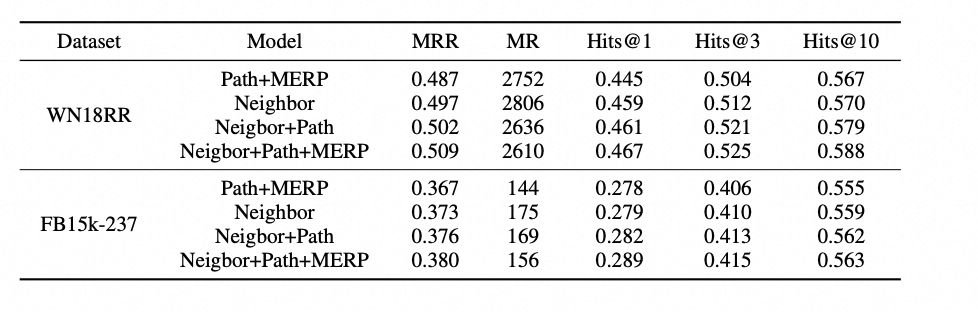 Dataset Model MRR MR Hits@1 Hits@3 Hits@10
WN18RR
Path+MERP 0.487 2752 0.445 0.504 0.567
Neighbor 0.497 2806 0.459 0.512 0.570
Neigbor+Path 0.502 2636 0.461 0.521 0.579
Neigbor+Path+MERP 0.509 2610 0.467 0.525 0.588
FB15k-237
Path+MERP 0.367 144 0.278 0.406 0.555
Neighbor 0.373 175 0.279 0.410 0.559
Neigbor+Path 0.376 169 0.282 0.413 0.562
Neigbor+Path+MERP 0.380 156 0.289 0.415 0.563